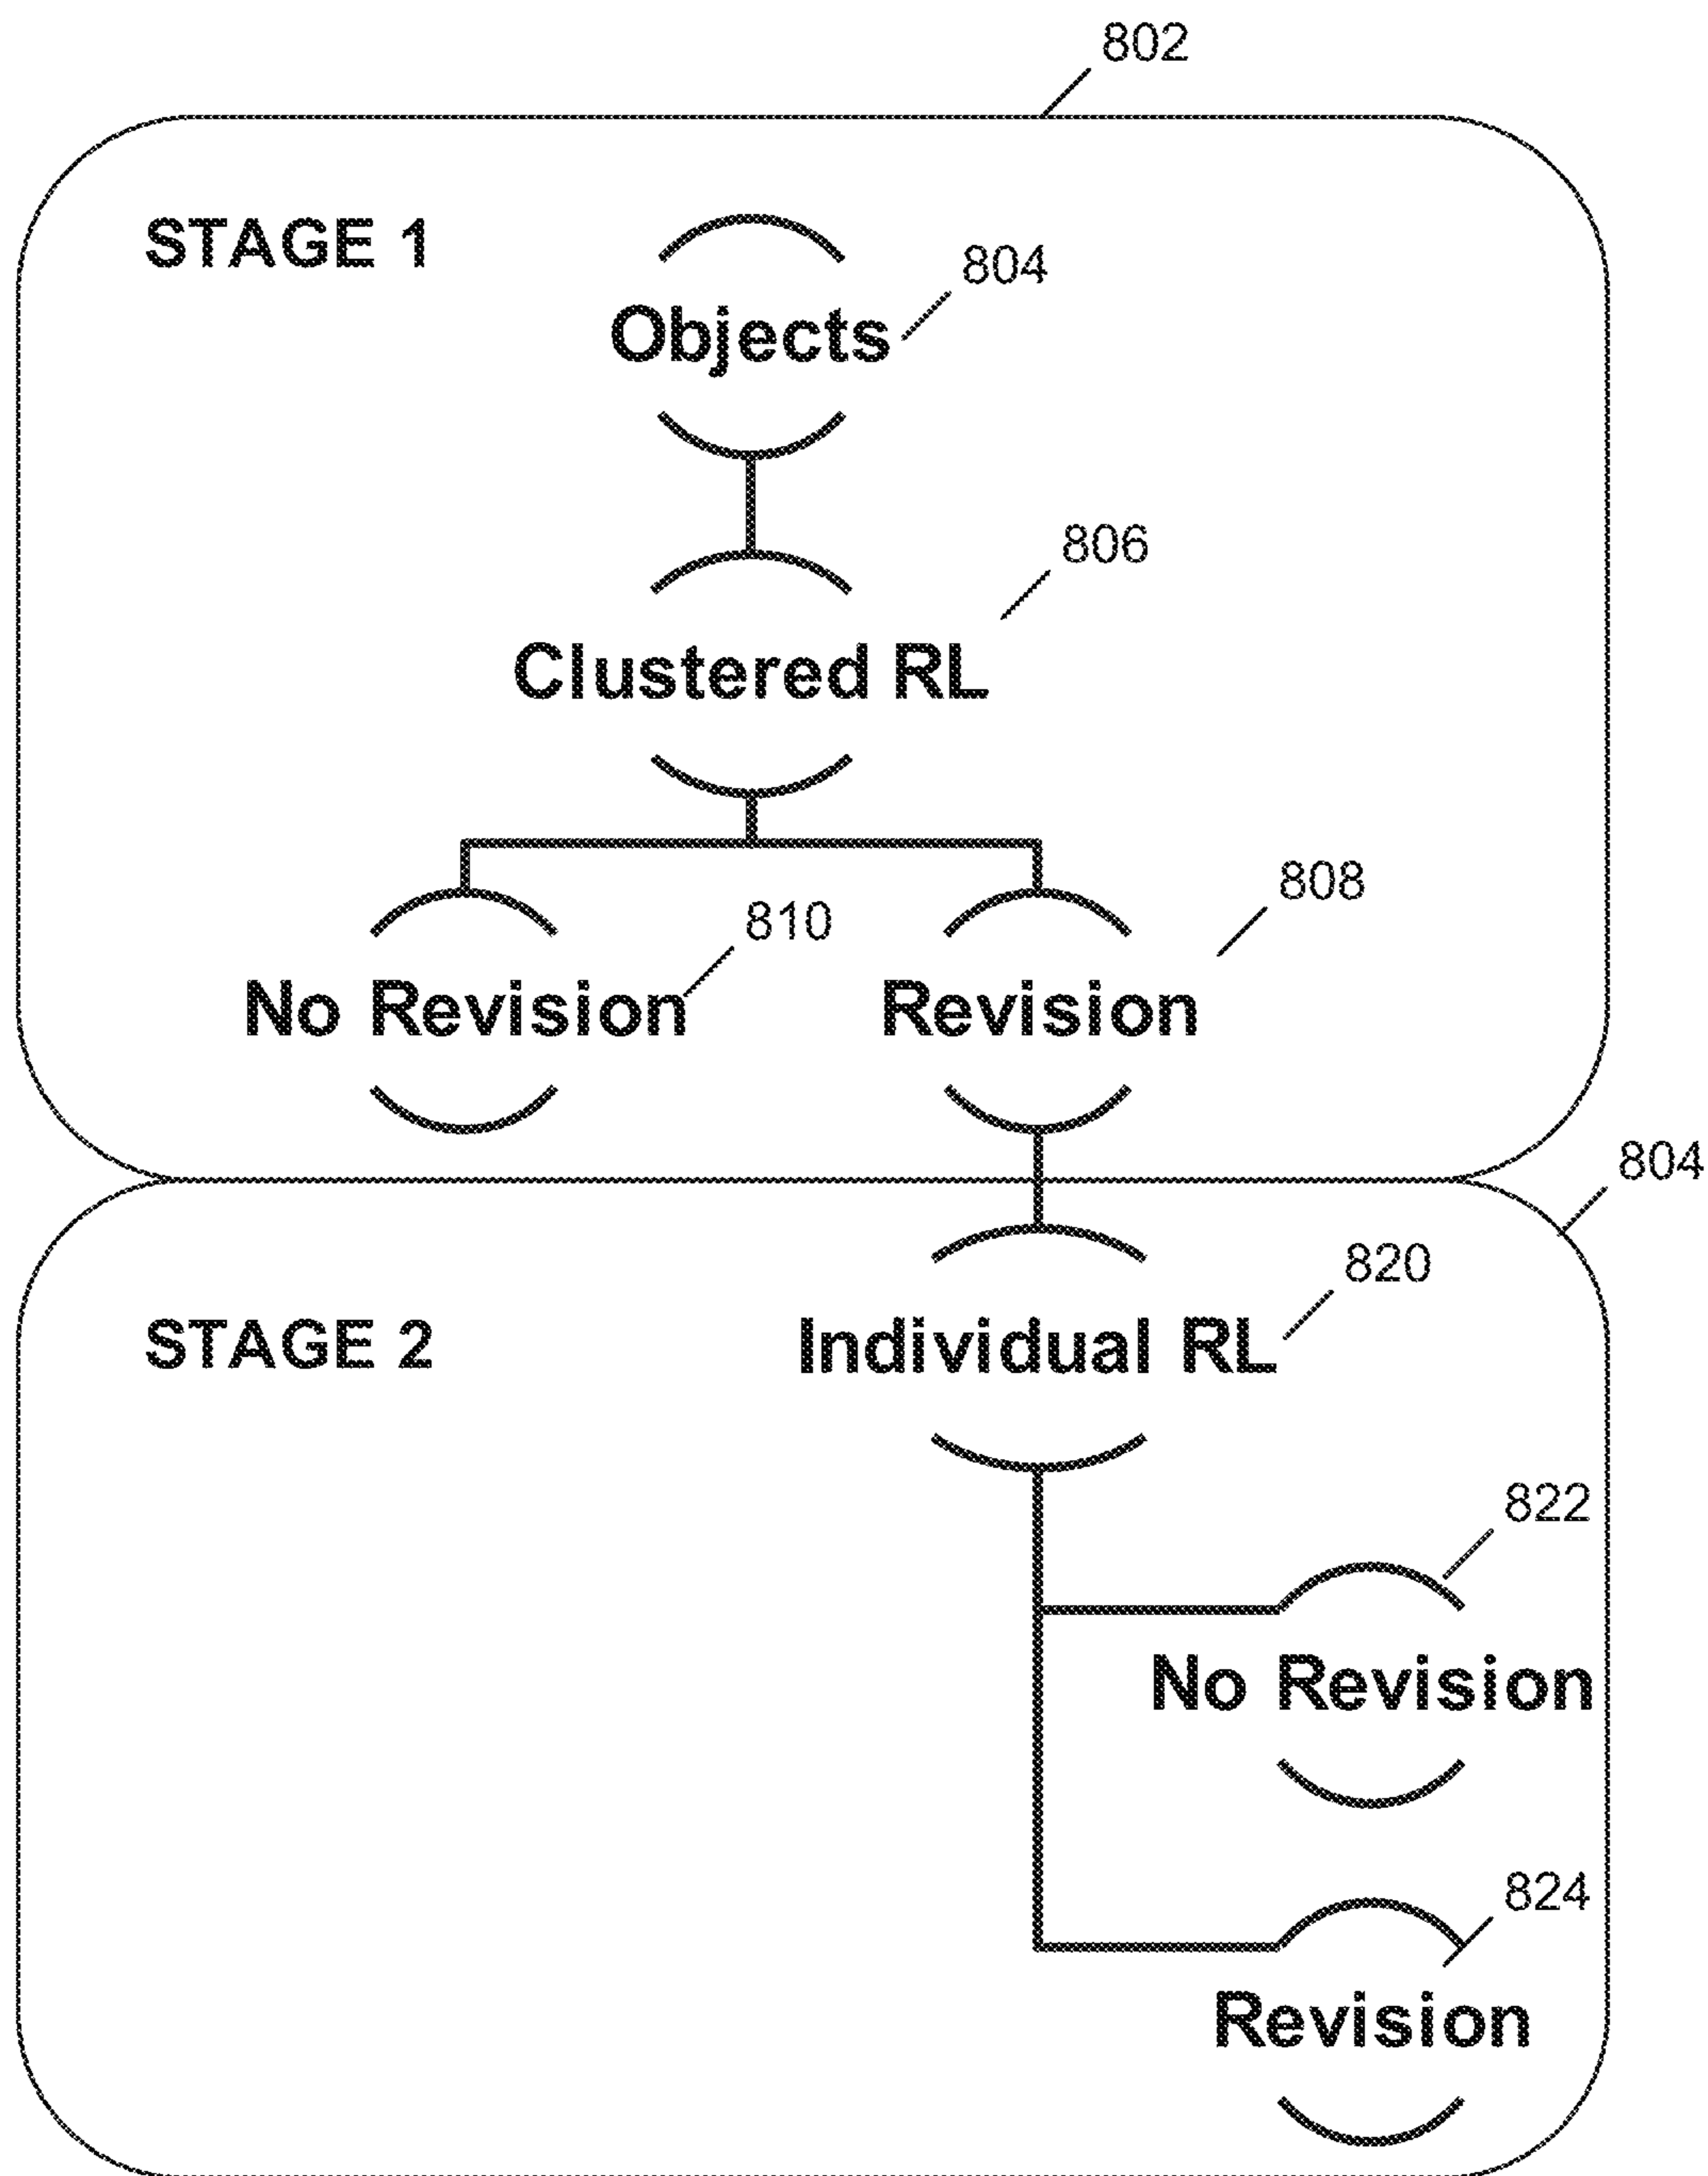 802
STAGE 1
804
Objects
806
Clustered RL
808
810
No Revision
Revision
804
820
STAGE 2
Individual RL
822
No Revision
824
Revision